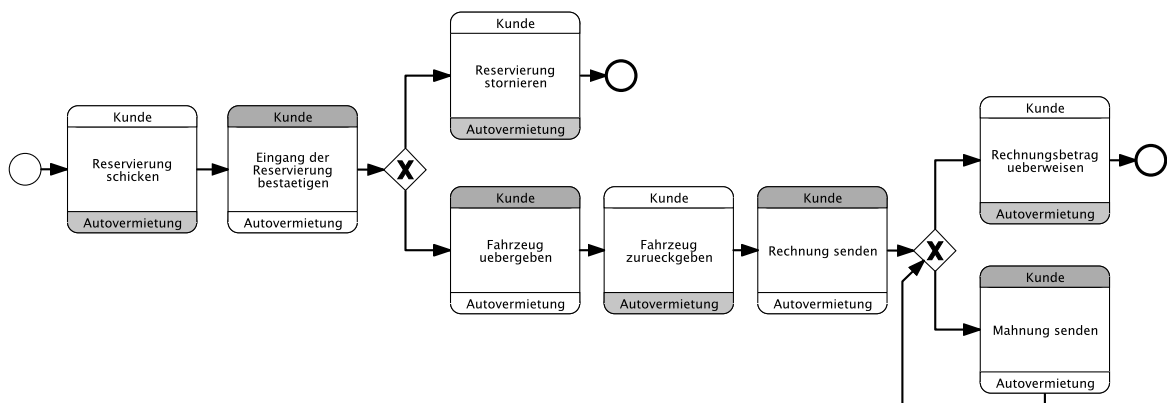 Kunde
Reservierung
schicken
Autovermietung
Kunde
Eingang der
Reservierung
bestaetigen
Autovermietung
X
Kunde
Reservierung
stornieren
Autovermietung
Kunde
Fahrzeug
uebergeben
Autovermietung
Kunde
Fahrzeug
zurueckgeben
Autovermietung
Kunde
Rechnung senden
Autovermietung
X
Kunde
Rechnungsbetrag
ueberweisen
Autovermietung
Kunde
Mahnung senden
Autovermietung